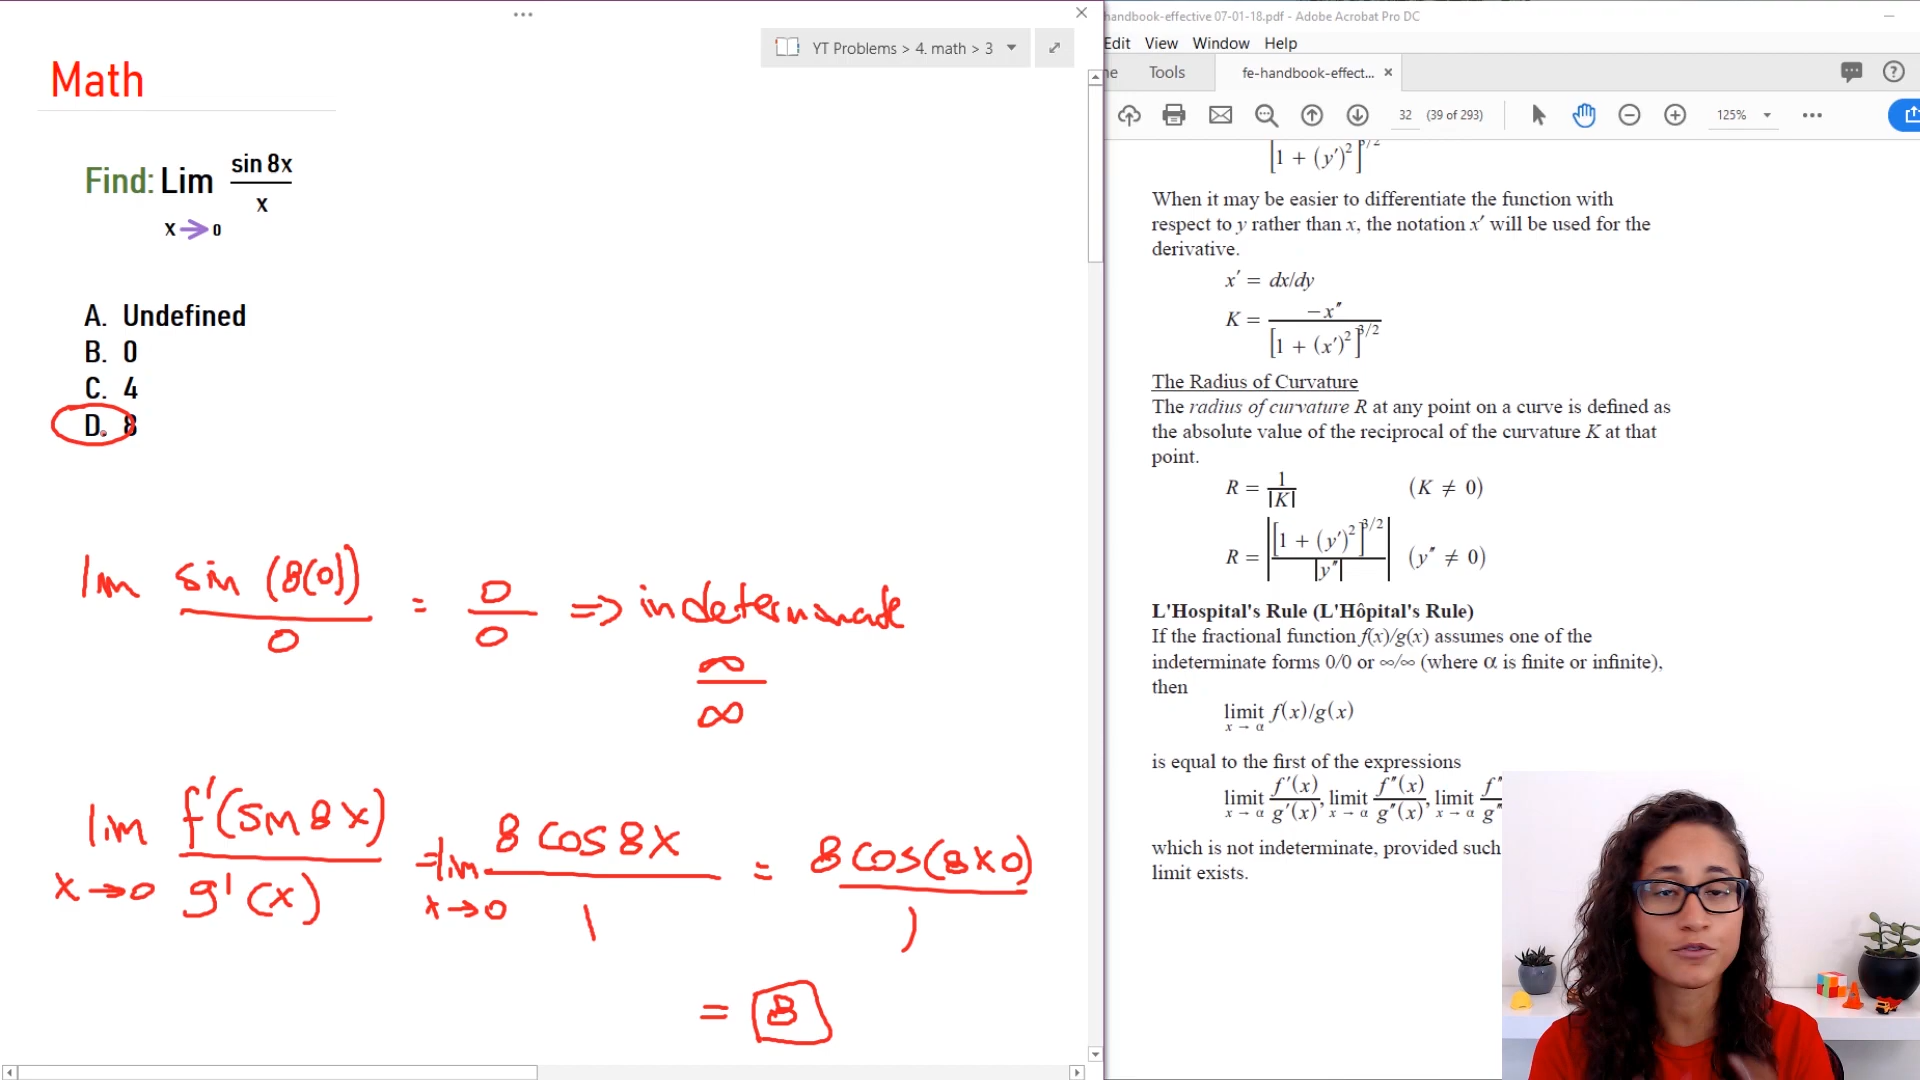 YT Problems > 4. math > 3
Math
Find: Lim sin 8x
x
x → 0
A. Undefined
B. 0
C. 4
D. 8
lim sin (8(0)) = 0 => indeterminate
0 0
∞
∞
lim f'(sin 8x) = lim 8 cos 8x = 8 cos(8x0)
x → 0 g'(x) x → 0 1 1
= 8
handbook-effective 07-01-18.pdf - Adobe Acrobat Pro DC
Edit View Window Help
Tools fe-handbook-effect... ×
32 (39 of 293) 125%
[1 + (y')²]^3/2
When it may be easier to differentiate the function with
respect to y rather than x, the notation x′ will be used for the
derivative.
x′ = dx/dy
K = −x″
[1 + (x′)²]^3/2
The Radius of Curvature
The radius of curvature R at any point on a curve is defined as
the absolute value of the reciprocal of the curvature K at that
point.
R = 1 (K ≠ 0)
|K|
R = |[1 + (y′)²]^3/2| (y″ ≠ 0)
|y″|
L'Hospital's Rule (L'Hôpital's Rule)
If the fractional function f(x)/g(x) assumes one of the
indeterminate forms 0/0 or ∞/∞ (where α is finite or infinite),
then
limit f(x)/g(x)
x → α
is equal to the first of the expressions
limit f′(x), limit f″(x), limit f″
x → α g′(x) x → α g″(x) x → α g″
which is not indeterminate, provided such
limit exists.